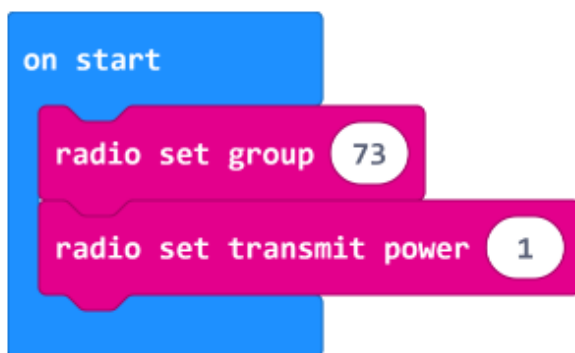 on start
radio set group 73
radio set transmit power 1